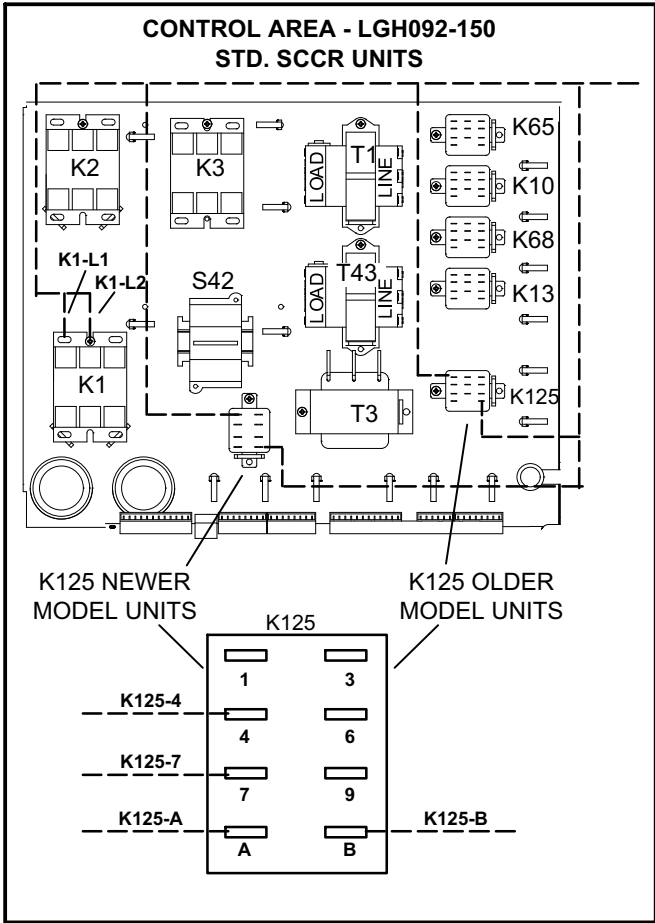 CONTROL AREA - LGH092-150
STD. SCCR UNITS
K2
K3
LOAD
T1
LINE
K65
K10
K68
K13
K1-L1
K1-L2
S42
LOAD
T43
LINE
K1
T3
K125
K125 NEWER
MODEL UNITS
K125 OLDER
MODEL UNITS
K125
1
3
K125-4
4
6
K125-7
7
9
K125-A
K125-B
A
B